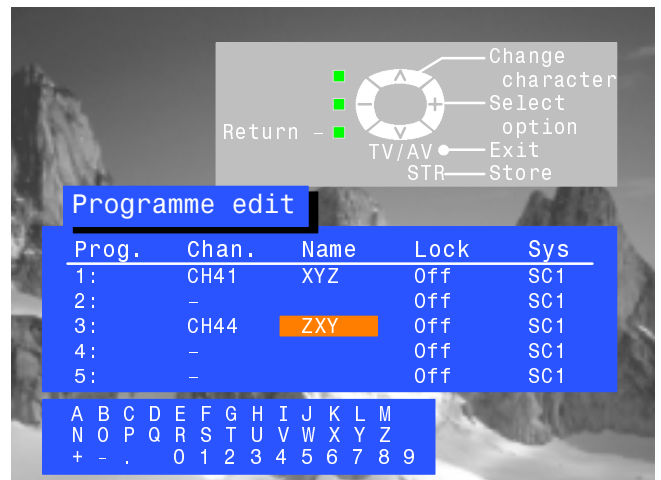 Change
character
Select
option
Return –
TV/AV
Exit
STR
Store
Programme edit
Prog. Chan. Name Lock Sys
1: CH41 XYZ Off SC1
2: – Off SC1
3: CH44 ZXY Off SC1
4: – Off SC1
5: – Off SC1
A B C D E F G H I J K L M
N O P Q R S T U V W X Y Z
+ – . 0 1 2 3 4 5 6 7 8 9